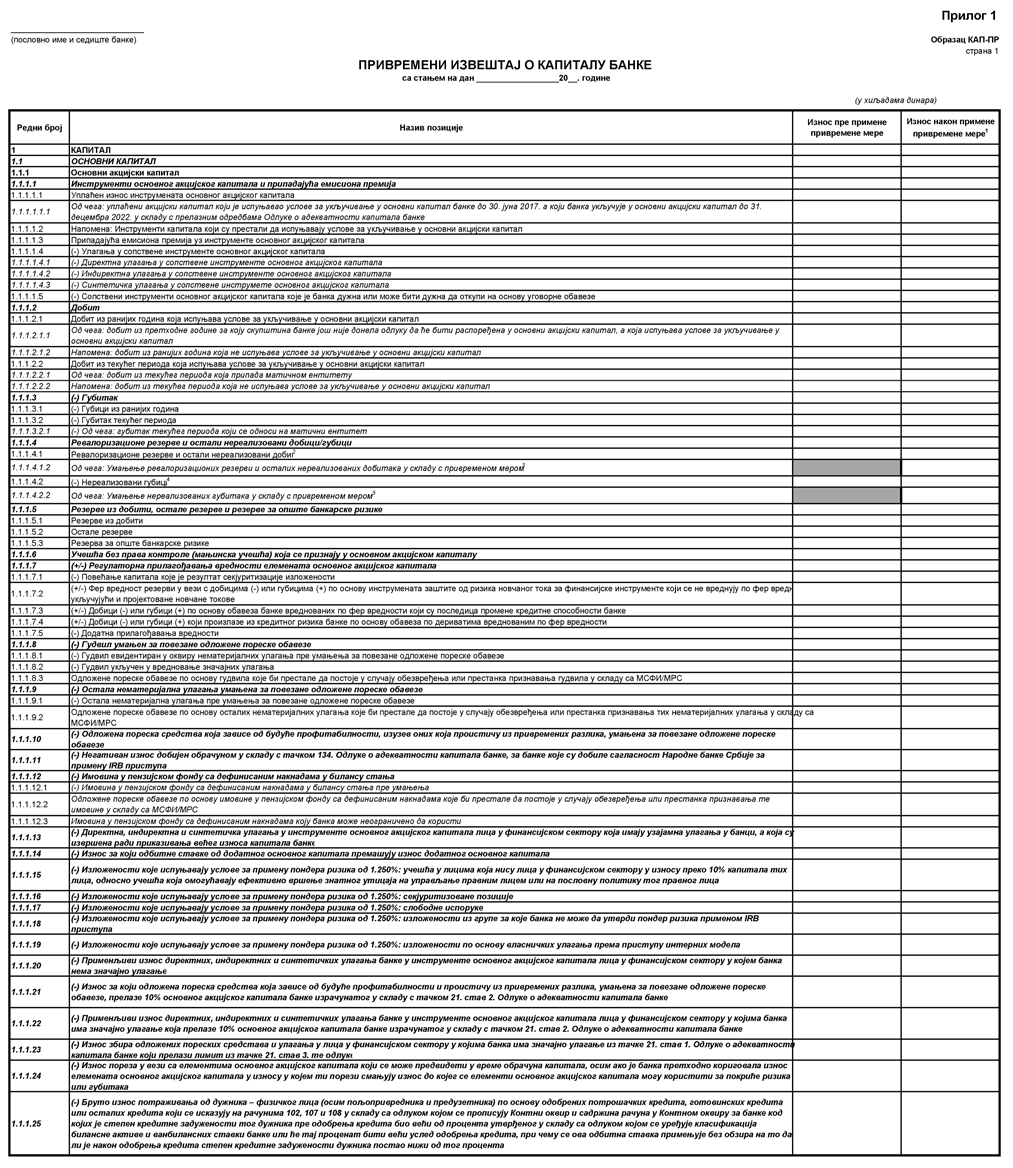 Прилог 1
(пословно име и седиште банке)
Образац КАП-ПР
страна 1
ПРИВРЕМЕНИ ИЗВЕШТАЈ О КАПИТАЛУ БАНКЕ
са стањем на дан __________________20__. године
(у хиљадама динара)
Редни број Назив позиције Износ пре примене привремене мере Износ након примене привремене мере1
1 КАПИТАЛ
1.1 ОСНОВНИ КАПИТАЛ
1.1.1 Основни акцијски капитал
1.1.1.1 Инструменти основног акцијског капитала и припадајућа емисиона премија
1.1.1.1.1 Уплаћен износ инструмената основног акцијског капитала
1.1.1.1.1.1 Од чега: уплаћени акцијски капитал који је испуњавао услове за укључивање у основни капитал банке до 30. јуна 2017. а који банка укључује у основни акцијски капитал до 31.
децембра 2022. у складу с прелазним одредбама Одлуке о адекватности капитала банке
1.1.1.1.2 Напомена: Инструменти капитала који су престали да испуњавају услове за укључивање у основни акцијски капитал
1.1.1.1.3 Припадајућа емисиона премија уз инструменте основног акцијског капитала
1.1.1.1.4 (-) Улагања у сопствене инструменте основног акцијског капитала
1.1.1.1.4.1 (-) Директна улагања у сопствене инструменте основног акцијског капитала
1.1.1.1.4.2 (-) Индиректна улагања у сопствене инструменте основног акцијског капитала
1.1.1.1.4.3 (-) Синтетичка улагања у сопствене инструмете основног акцијског капитала
1.1.1.1.5 (-) Сопствени инструменти основног акцијског капитала које је банка дужна или може бити дужна да откупи на основу уговорне обавезе
1.1.1.2 Добит
1.1.1.2.1 Добит из ранијих година која испуњава услове за укључивање у основни акцијски капитал
1.1.1.2.1.1 Од чега: добит из претходне године за коју скупштина банке још није донела одлуку да ће бити распоређена у основни акцијски капитал, а која испуњава услове за укључивање у
основни акцијски капитал
1.1.1.2.1.2 Напомена: добит из ранијих година која не испуњава услове за укључивање у основни акцијски капитал
1.1.1.2.2 Добит из текућег периода која испуњава услове за укључивање у основни акцијски капитал
1.1.1.2.2.1 Од чега: добит из текућег периода која припада матичном ентитету
1.1.1.2.2.2 Напомена: добит из текућег периода која не испуњава услове за укључивање у основни акцијски капитал
1.1.1.3 (-) Губитак
1.1.1.3.1 (-) Губици из ранијих година
1.1.1.3.2 (-) Губитак текућег периода
1.1.1.3.2.1 (-) Од чега: губитак текућег периода који се односи на матични ентитет
1.1.1.4 Ревалоризационе резерве и остали нереализовани добици/губици
1.1.1.4.1 Ревалоризационе резерве и остали нереализовани добиг2
1.1.1.4.1.2 Од чега: Умањење ревалоризационих резерви и осталих нереализованих добитака у складу с привременом мером3
1.1.1.4.2 (-) Нереализовани губиц4
1.1.1.4.2.2 Од чега: Умањење нереализованих губитака у складу с привременом мером5
1.1.1.5 Резерве из добити, остале резерве и резерве за опште банкарске ризике
1.1.1.5.1 Резерве из добити
1.1.1.5.2 Остале резерве
1.1.1.5.3 Резерва за опште банкарске ризике
1.1.1.6 Учешћа без права контроле (мањинска учешћа) која се признају у основном акцијском капиталу
1.1.1.7 (+/-) Регулаторна прилагођавања вредности елемената основног акцијског капитала
1.1.1.7.1 (-) Повећање капитала које је резултат секјуритизације изложености
1.1.1.7.2 (+/-) Фер вредност резерви у вези с добицима (-) или губицима (+) по основу инструмената заштите од ризика новчаног тока за финансијске инструменте који се не вреднују по фер вредн
укључујући и пројектоване новчане токове
1.1.1.7.3 (+/-) Добици (-) или губици (+) по основу обавеза банке вреднованих по фер вредности који су последица промене кредитне способности банке
1.1.1.7.4 (+/-) Добици (-) или губици (+) који произлазе из кредитног ризика банке по основу обавеза по дериватима вреднованим по фер вредности
1.1.1.7.5 (-) Додатна прилагођавања вредности
1.1.1.8 (-) Гудвил умањен за повезане одложене пореске обавезе
1.1.1.8.1 (-) Гудвил евидентиран у оквиру нематеријалних улагања пре умањења за повезане одложене пореске обавезе
1.1.1.8.2 (-) Гудвил укључен у вредновање значајних улагања
1.1.1.8.3 Одложене пореске обавезе по основу гудвила које би престале да постоје у случају обезвређења или престанка признавања гудвила у складу са МСФИ/МРС
1.1.1.9 (-) Остала нематеријална улагања умањена за повезане одложене пореске обавезе
1.1.1.9.1 (-) Остала нематеријална улагања пре умањења за повезане одложене пореске обавезе
1.1.1.9.2 Одложене пореске обавезе по основу осталих нематеријалних улагања које би престале да постоје у случају обезвређења или престанка признавања тих нематеријалних улагања у складу са
МСФИ/МРС
1.1.1.10 (-) Одложена пореска средства која зависе од будуће профитабилности, изузев оних која проистичу из привремених разлика, умањена за повезане одложене пореске
обавезе
1.1.1.11 (-) Негативан износ добијен обрачуном у складу с тачком 134. Одлуке о адекватности капитала банке, за банке које су добиле сагласност Народне банке Србије за
примену IRB приступа
1.1.1.12 (-) Имовина у пензијском фонду са дефинисаним накнадама у билансу стања
1.1.1.12.1 (-) Имовина у пензијском фонду са дефинисаним накнадама у билансу стања пре умањења
1.1.1.12.2 Одложене пореске обавезе по основу имовине у пензијском фонду са дефинисаним накнадама које би престале да постоје у случају обезвређења или престанка признавања те
имовине у складу са МСФИ/МРС
1.1.1.12.3 Имовина у пензијском фонду са дефинисаним накнадама коју банка може неограничено да користи
1.1.1.13 (-) Директна, индиректна и синтетичка улагања у инструменте основног акцијског капитала лица у финансијском сектору која имају узајамна улагања у банци, а која су
извршена ради приказивања већег износа капитала банке
1.1.1.14 (-) Износ за који одбитне ставке од додатног основног капитала премашују износ додатног основног капитала
1.1.1.15 (-) Изложености које испуњавају услове за примену пондера ризика од 1.250%: учешћа у лицима која нису лица у финансијском сектору у износу преко 10% капитала тих
лица, односно учешћа која омогућавају ефективно вршење знатног утицаја на управљање правним лицем или на пословну политику тог правног лица
1.1.1.16 (-) Изложености које испуњавају услове за примену пондера ризика од 1.250%: секјуритизоване позиције
1.1.1.17 (-) Изложености које испуњавају услове за примену пондера ризика од 1.250%: слободне испоруке
1.1.1.18 (-) Изложености које испуњавају услове за примену пондера ризика од 1.250%: изложености из групе за које банка не може да утврди пондер ризика применом IRB
приступа
1.1.1.19 (-) Изложености које испуњавају услове за примену пондера ризика од 1.250%: изложености по основу власничких улагања према приступу интерних модела
1.1.1.20 (-) Применљиви износ директних, индиректних и синтетичких улагања банке у инструменте основног акцијског капитала лица у финансијском сектору у којем банка
нема значајно улагање
1.1.1.21 (-) Износ за који одложена пореска средства која зависе од будуће профитабилности и проистичу из привремених разлика, умањена за повезане одложене пореске
обавезе, прелазе 10% основног акцијског капитала банке израчунатог у складу с тачком 21. став 2. Одлуке о адекватности капитала банке
1.1.1.22 (-) Применљиви износ директних, индиректних и синтетичких улагања банке у инструменте основног акцијског капитала лица у финансијском сектору у којима банка
има значајно улагање која прелазе 10% основног акцијског капитала банке израчунатог у складу с тачком 21. став 2. Одлуке о адекватности капитала банке
1.1.1.23 (-) Износ збира одложених пореских средстава и улагања у лица у финансијском сектору у којима банка има значајно улагање из тачке 21. став 1. Одлуке о адекватности
капитала банке који прелази лимит из тачке 21. став 3. те одлуке
1.1.1.24 (-) Износ пореза у вези са елементима основног акцијског капитала који се може предвидети у време обрачуна капитала, осим ако је банка претходно кориговала износ
елемената основног акцијског капитала у износу у којем ти порези смањују износ до којег се елементи основног акцијског капитала могу користити за покриће ризика
или губитака
1.1.1.25 (-) Бруто износ потраживања од дужника – физичког лица (осим пољопривредника и предузетника) по основу одобрених потрошачких кредита, готовинских кредита
или осталих кредита који се исказују на рачунима 102, 107 и 108 у складу са одлуком којом се прописују Контни оквир и садржина рачуна у Контном оквиру за банке код
којих је степен кредитне задужености тог дужника пре одобрења кредита био већи од процента утврђеног у складу са одлуком којом се уређује класификација
билансне активе и ванбилансних ставки банке или ће тај проценат бити већи услед одобрења кредита, при чему се ова одбитна ставка примењује без обзира на то да
ли је након одобрења кредита степен кредитне задужености дужника постао нижи од тог процента